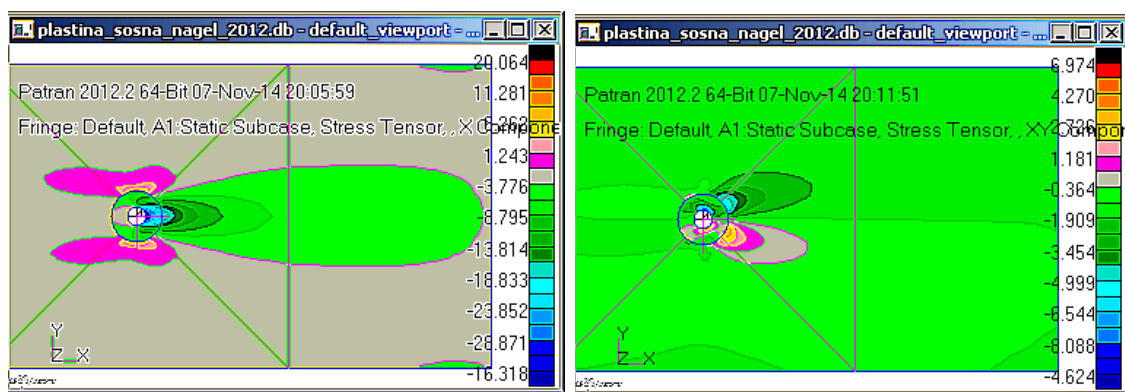 plastina_sosna_nagel_2012.db - default_viewport - ...
Patran 2012.2 64-Bit 07-Nov-14 20:05:59
Fringe: Default, A1:Static Subcase, Stress Tensor, , X Compone
20.064
11.281
1.243
-3.776
-8.795
-13.814
-18.833
-23.852
-28.871
-16.318
Y
Z X
plastina_sosna_nagel_2012.db - default_viewport - ...
Patran 2012.2 64-Bit 07-Nov-14 20:11:51
Fringe: Default, A1:Static Subcase, Stress Tensor, , XY Compor
6.974
4.270
1.181
-0.364
-1.909
-3.454
-4.999
-6.544
-8.088
-4.624
Y
Z X